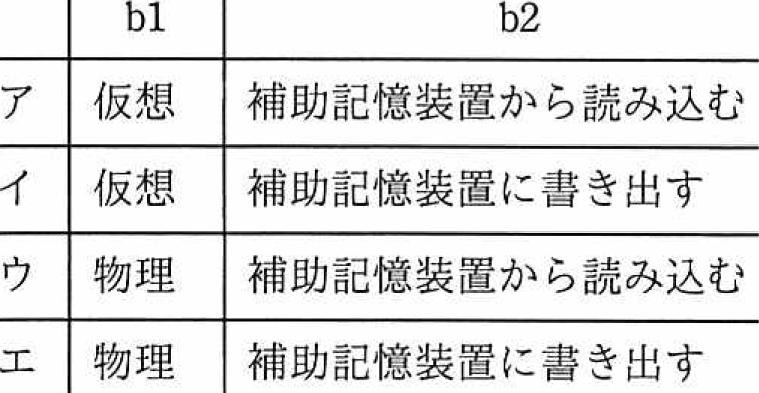 b1 b2
ア 仮想 補助記憶装置から読み込む
イ 仮想 補助記憶装置に書き出す
ウ 物理 補助記憶装置から読み込む
エ 物理 補助記憶装置に書き出す